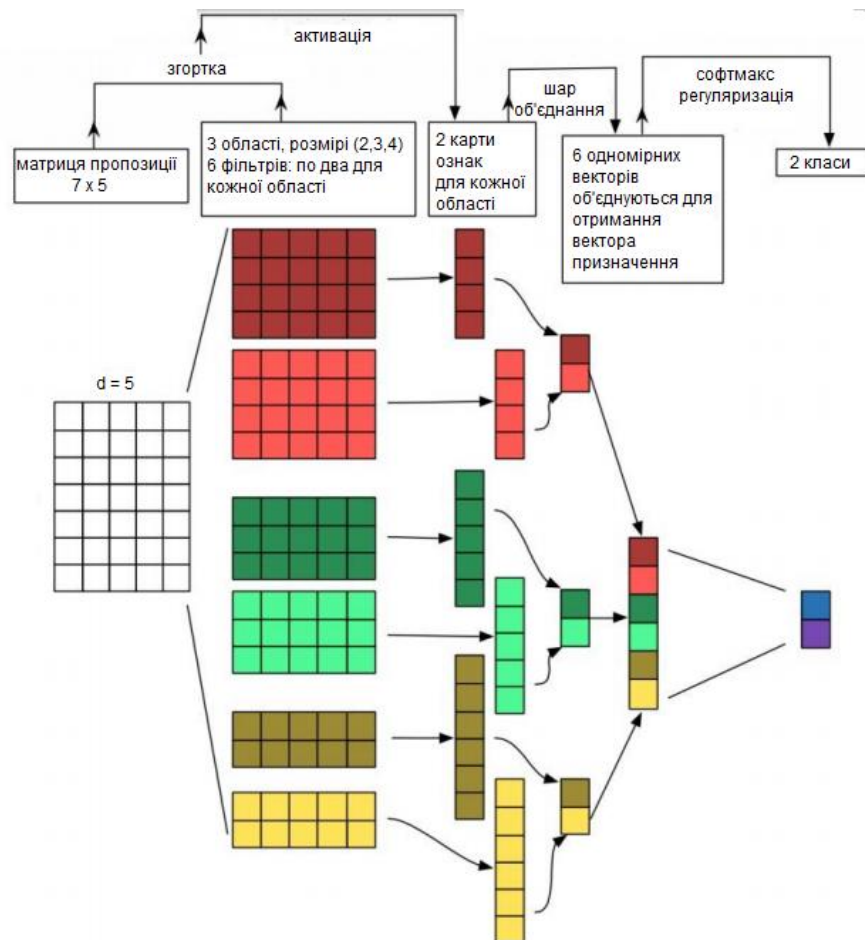 активація
згортка
шар
об'єднання
софтмакс
регуляризація
матриця пропозиції
7 x 5
3 області, розмірі (2,3,4)
6 фільтрів: по два для
кожної області
2 карти
ознак
для кожної
області
6 одномірних
векторів
об'єднуються для
отримання
вектора
призначення
2 класи
d = 5